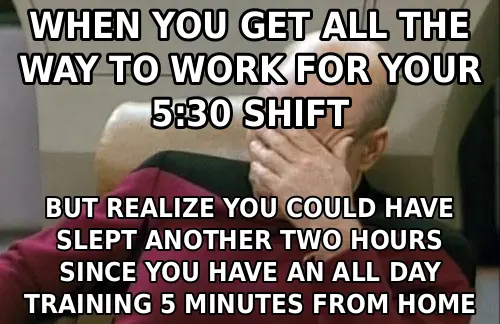 WHEN YOU GET ALL THE
WAY TO WORK FOR YOUR
5:30 SHIFT
BUT REALIZE YOU COULD HAVE
SLEPT ANOTHER TWO HOURS
SINCE YOU HAVE AN ALL DAY
TRAINING 5 MINUTES FROM HOME